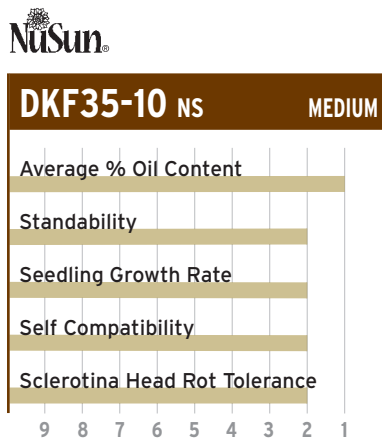 NuSun®
DKF35-10 NS MEDIUM
Average % Oil Content
Standability
Seedling Growth Rate
Self Compatibility
Sclerotina Head Rot Tolerance
9 8 7 6 5 4 3 2 1